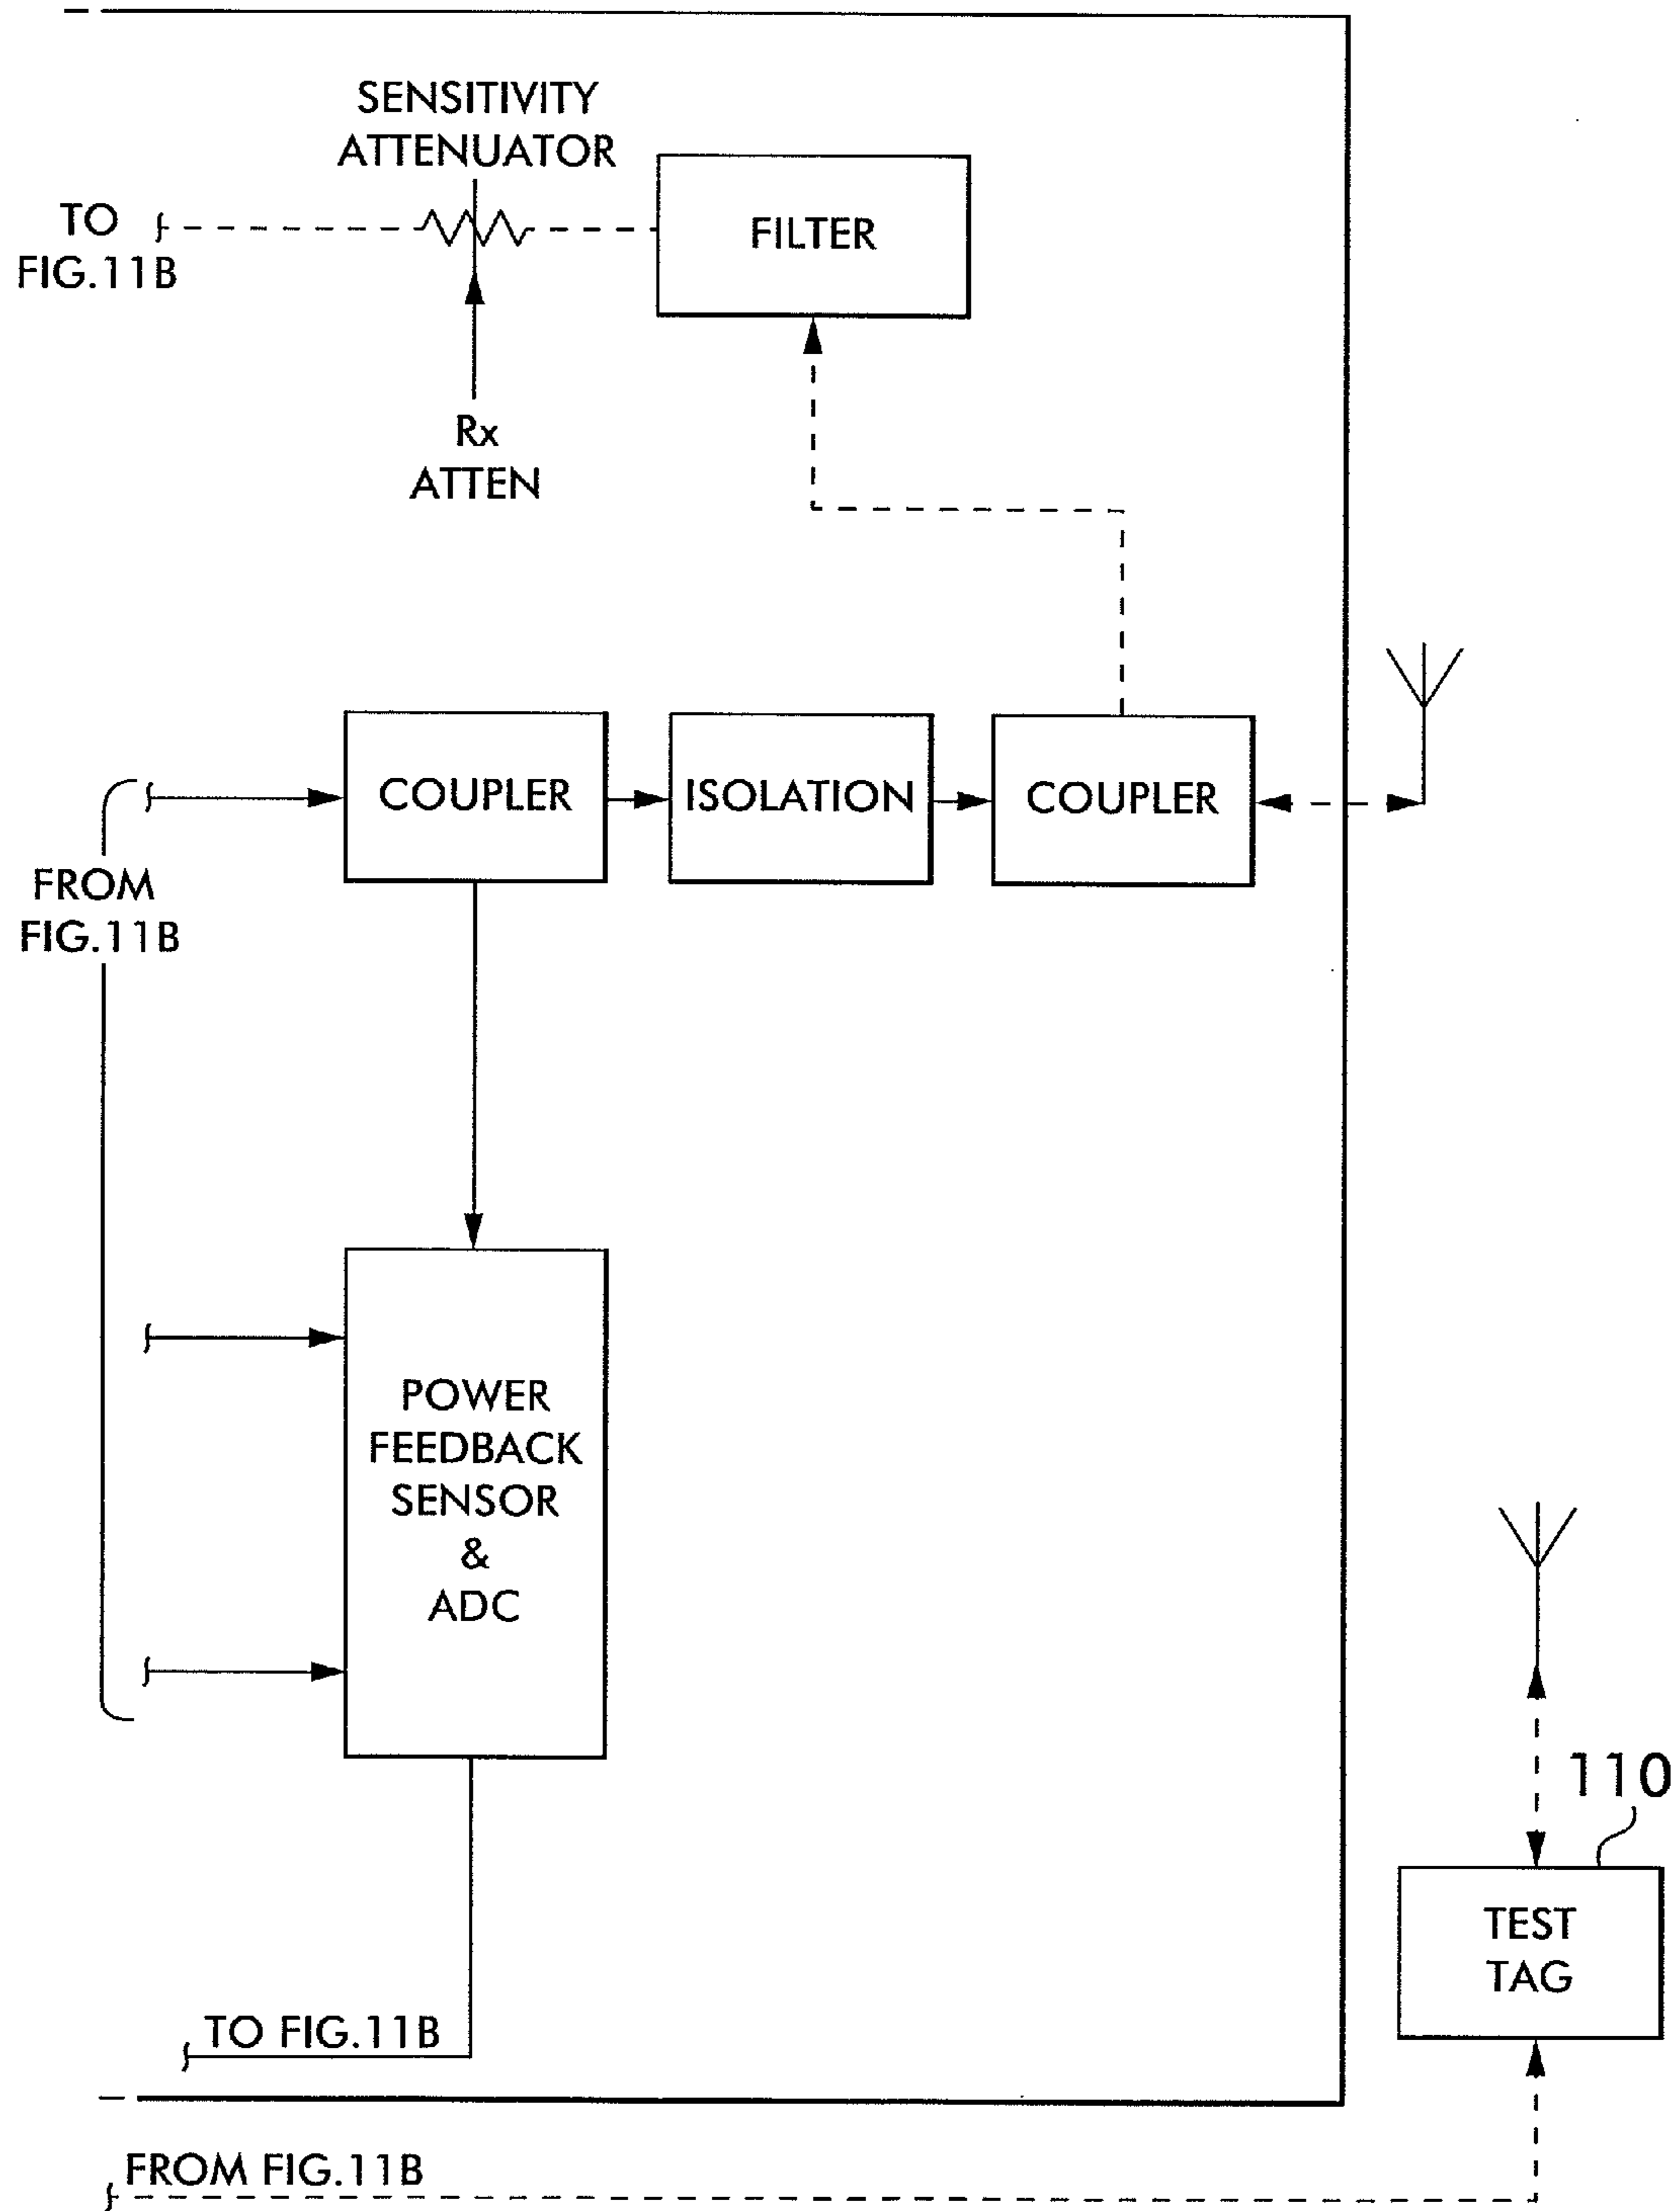 SENSITIVITY
ATTENUATOR
TO
FIG.11B
FILTER
Rx
ATTEN
COUPLER
ISOLATION
COUPLER
FROM
FIG.11B
POWER
FEEDBACK
SENSOR
&
ADC
110
TEST
TAG
TO FIG.11B
FROM FIG.11B